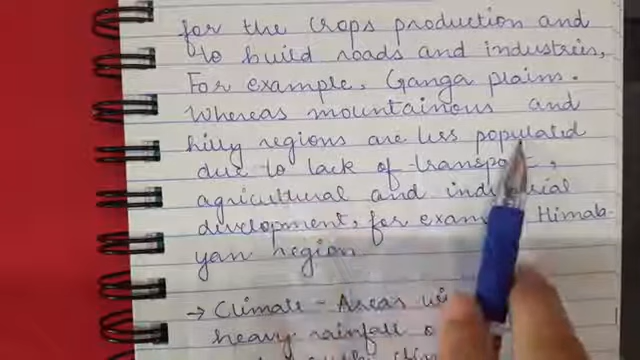 for the crops production and
to build roads and industries,
For example, Ganga plains.
Whereas mountainous and
hilly regions are less populated
due to lack of transport,
agricultural and industrial
development, for example Himal-
yan region.
→ Climate - Areas
heavy rainfall